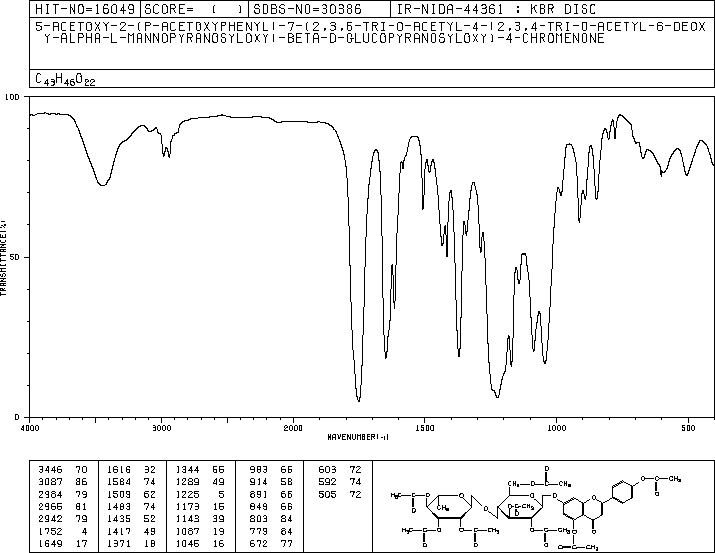 HIT-NO=16049 SCORE= ( ) SDBS-NO=30386 IR-NIDA-44361 : KBR DISC
5-ACETOXY-2-(P-ACETOXYPHENYL)-7-(2,3,6-TRI-O-ACETYL-4-(2,3,4-TRI-O-ACETYL-6-DEOX
Y-ALPHA-L-MANNOPYRANOSYLOXY)-BETA-D-GLUCOPYRANOSYLOXY)-4-CHROMENONE
C43H46O22
100
50
0
TRANSMITTANCE(%)
4000 3000 2000 1500 1000 500
WAVENUMBER(-1)
3446 70 1616 32 1344 55 983 66 603 72
3087 86 1584 74 1289 49 914 58 592 74
2984 79 1509 62 1225 5 891 66 505 72
2966 81 1483 74 1173 15 849 66
2942 79 1435 52 1143 39 803 84
1752 4 1417 49 1087 19 779 84
1649 17 1371 18 1045 16 672 77